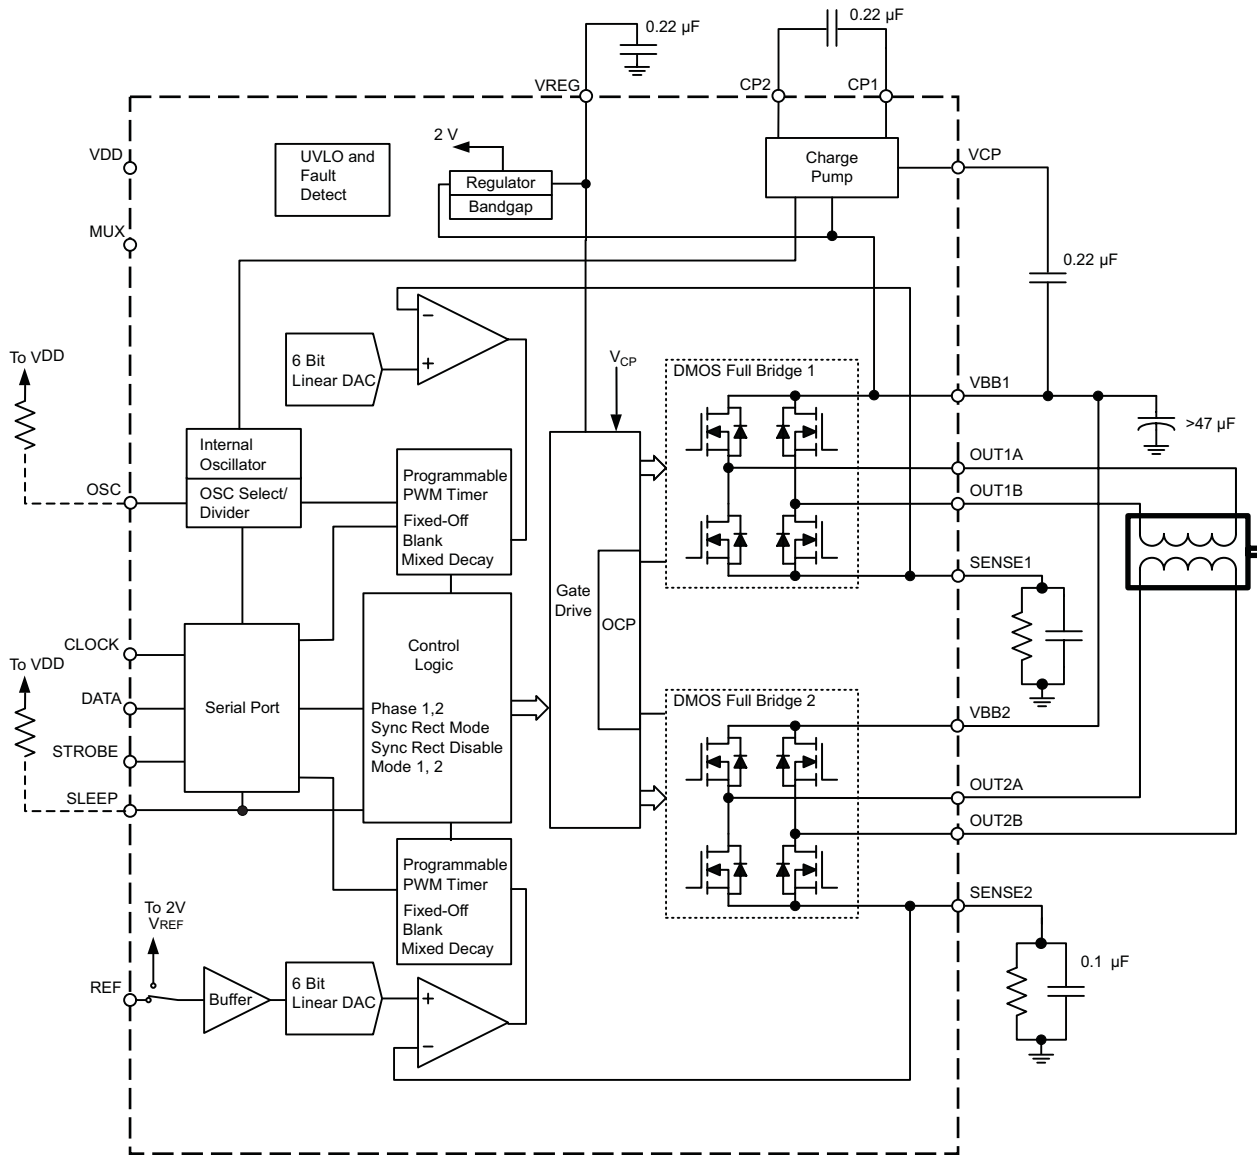 0.22 µF
0.22 µF
VREG
CP2
CP1
VDD
UVLO and
Fault
Detect
2 V
Regulator
Bandgap
Charge
Pump
VCP
MUX
0.22 µF
To VDD
6 Bit
Linear DAC
−
+
VCP
DMOS Full Bridge 1
VBB1
>47 µF
Internal
Oscillator
OSC Select/
Divider
OSC
Programmable
PWM Timer
Fixed-Off
Blank
Mixed Decay
OUT1A
OUT1B
SENSE1
Gate
Drive
OCP
CLOCK
To VDD
DATA
STROBE
SLEEP
Serial Port
Control
Logic
Phase 1,2
Sync Rect Mode
Sync Rect Disable
Mode 1, 2
DMOS Full Bridge 2
VBB2
OUT2A
OUT2B
Programmable
PWM Timer
Fixed-Off
Blank
Mixed Decay
SENSE2
To 2V
VREF
REF
Buffer
6 Bit
Linear DAC
+
−
0.1 µF